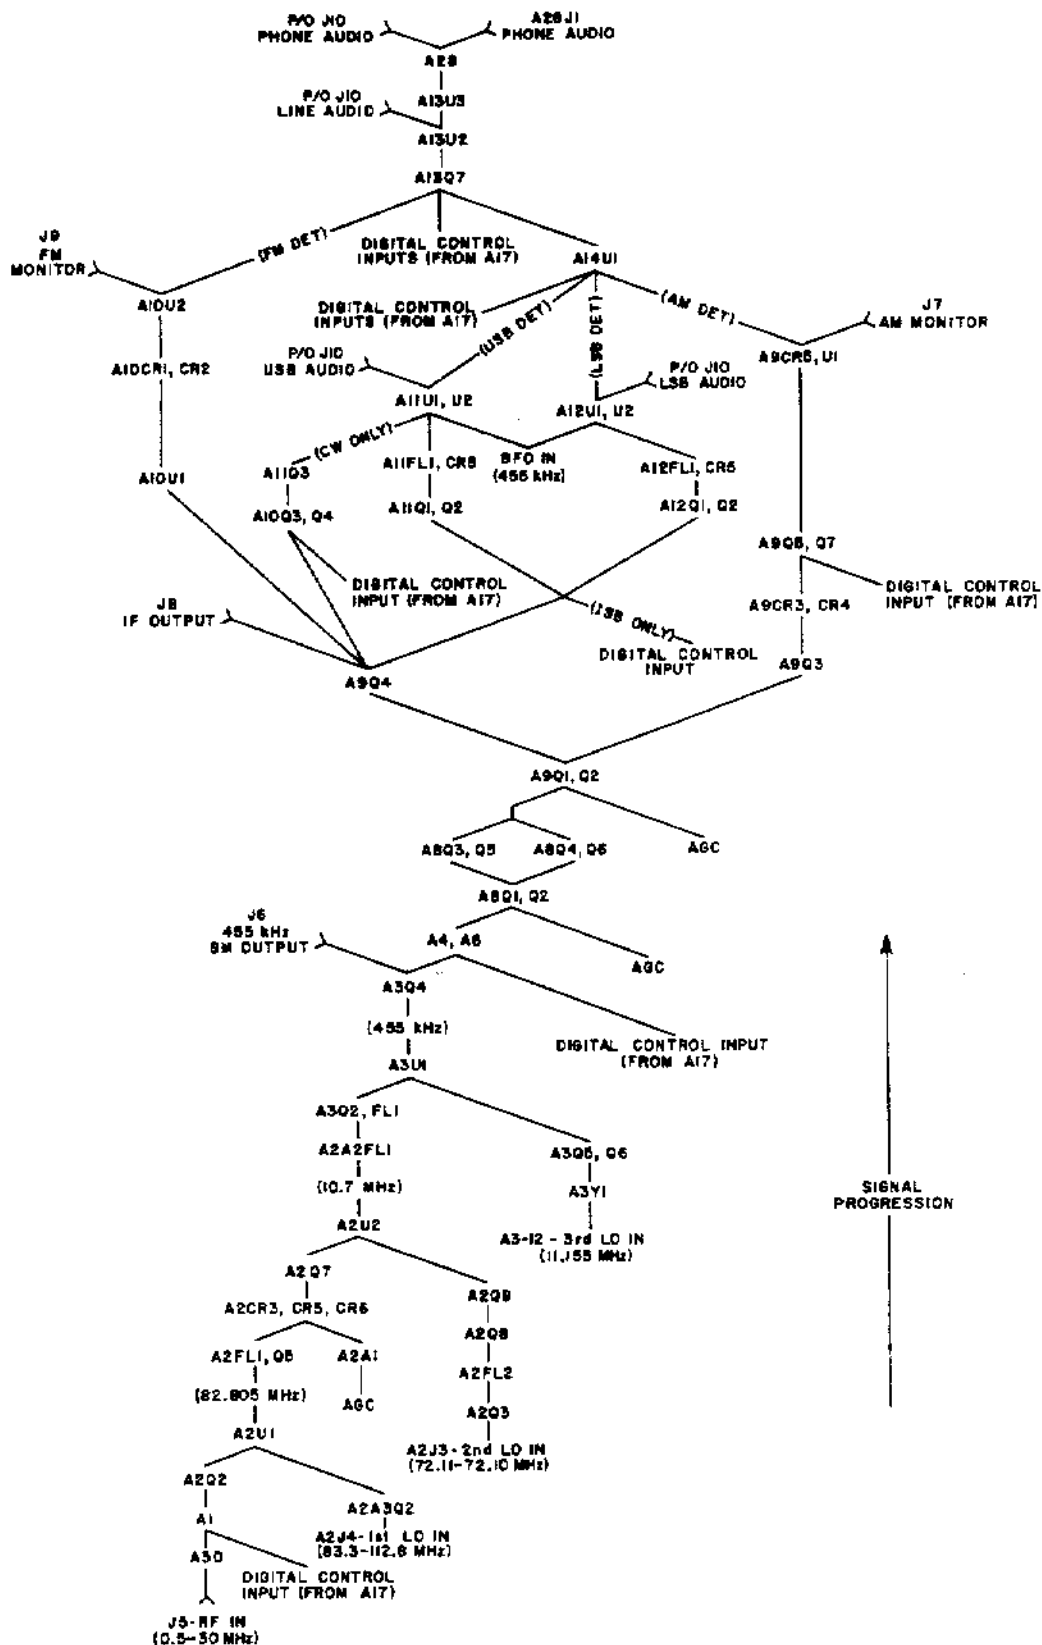 P/O J10
PHONE AUDIO
A28J1
PHONE AUDIO
A28
A13U3
P/O J10
LINE AUDIO
A13U2
A13Q7
(FM DET)
DIGITAL CONTROL
INPUTS (FROM A17)
A14U1
J9
FM
MONITOR
A10U2
DIGITAL CONTROL
INPUTS (FROM A17)
(USB DET)
(LSB DET)
(AM DET)
J7
AM MONITOR
A10CR1, CR2
P/O J10
USB AUDIO
P/O J10
LSB AUDIO
A9CR5, U1
A11U1, U2
A12U1, U2
(CW ONLY)
A11Q3
A11FL1, CR8
BFO IN
(455 kHz)
A12FL1, CR5
A10U1
A10Q3, Q4
A11Q1, Q2
A12Q1, Q2
A9Q6, Q7
DIGITAL CONTROL
INPUT (FROM A17)
DIGITAL CONTROL
INPUT (FROM A17)
A9CR3, CR4
J8
IF OUTPUT
(ISB ONLY)
DIGITAL CONTROL
INPUT
A9Q3
A9Q4
A9Q1, Q2
A8Q3, Q5
A8Q4, Q6
AGC
A8Q1, Q2
J6
455 kHz
SM OUTPUT
A4, A6
AGC
A3Q4
(455 kHz)
DIGITAL CONTROL INPUT
(FROM A17)
A3U1
A3Q2, FL1
A2A2FL1
A3Q5, Q6
(10.7 MHz)
A3Y1
SIGNAL
PROGRESSION
A2U2
A3-12 - 3rd LO IN
(11.155 MHz)
A2Q7
A2Q9
A2CR3, CR5, CR6
A2Q8
A2FL1, Q5
A2A1
A2FL2
(82.805 MHz)
AGC
A2Q3
A2U1
A2J3-2nd LO IN
(72.11-72.10 MHz)
A2Q2
A2A3Q2
A1
A2J4-1st LO IN
(83.3-112.8 MHz)
A30
DIGITAL CONTROL
INPUT (FROM A17)
J5-RF IN
(0.5-30 MHz)